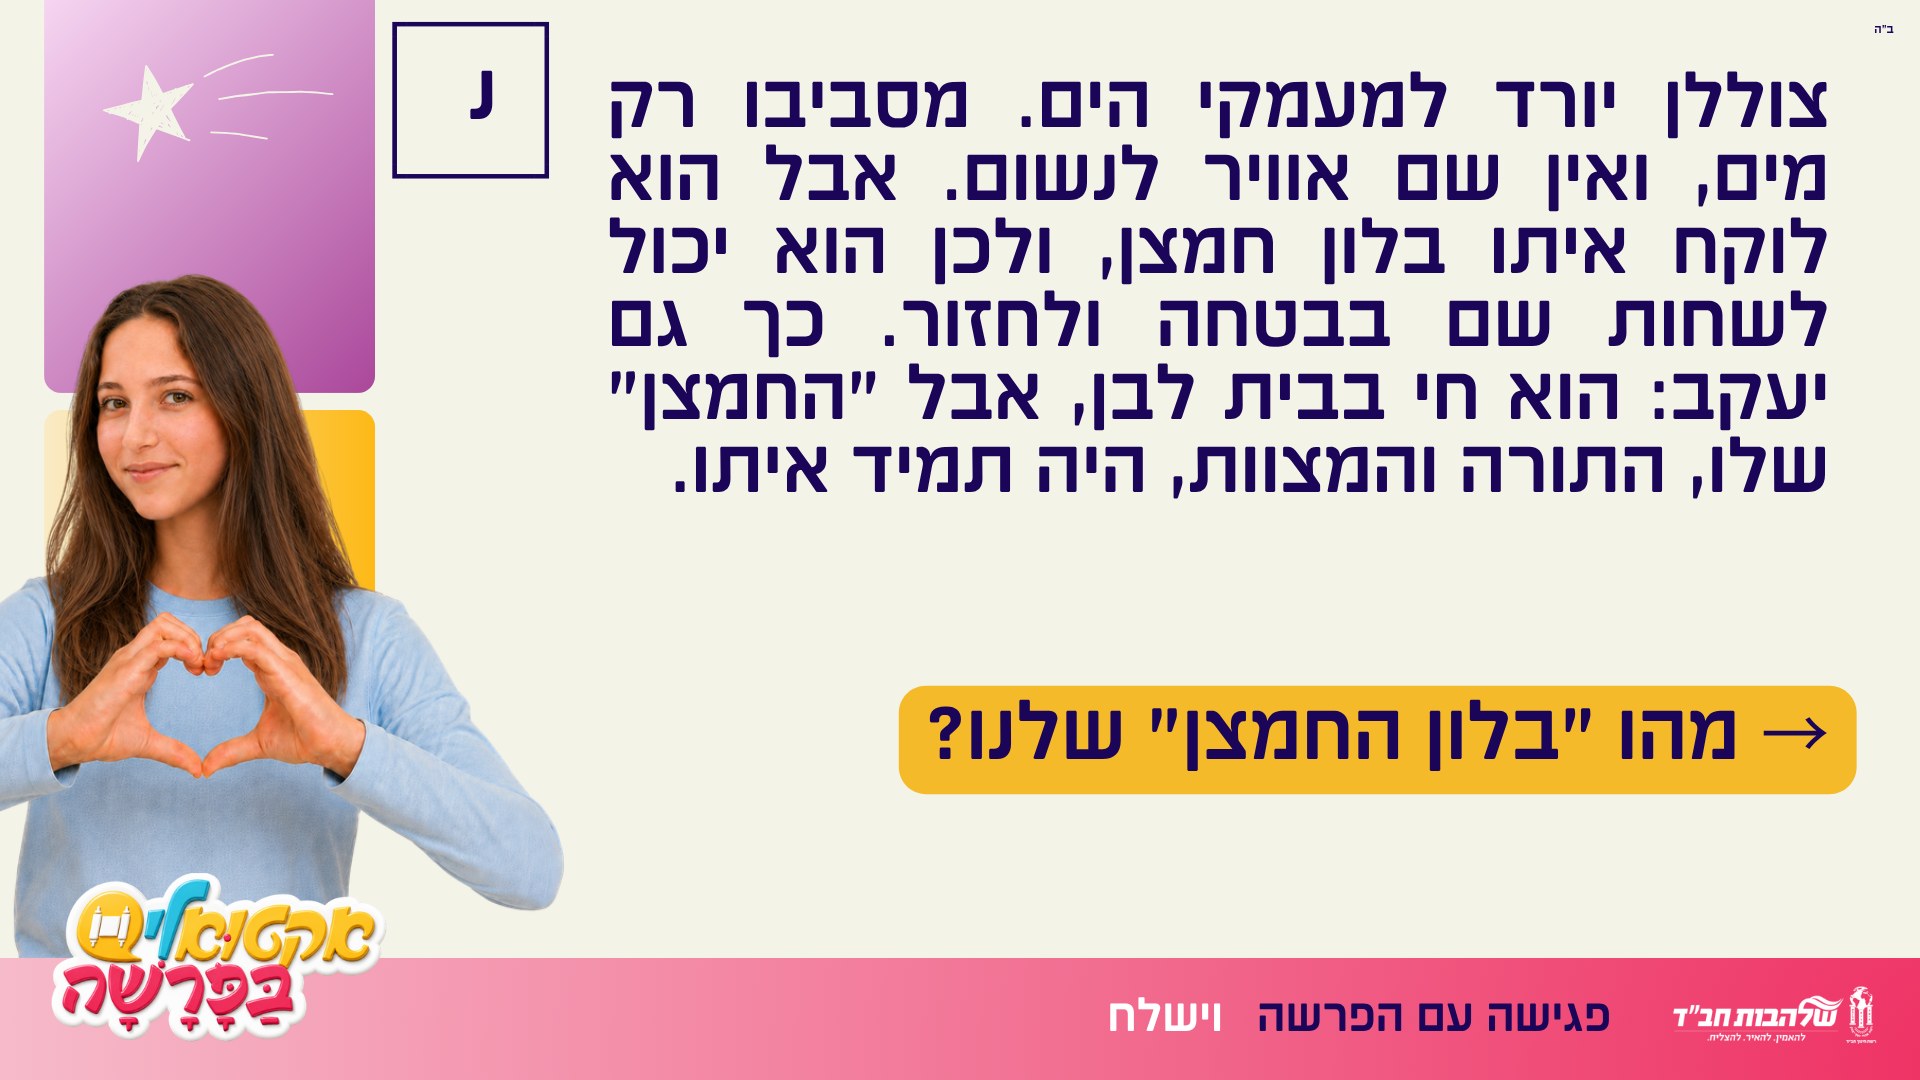 ב"ה
נ
צוללן יורד למעמקי הים. מסביבו רק
מים, ואין שם אוויר לנשום. אבל הוא
לוקח איתו בלון חמצן, ולכן הוא יכול
לשחות שם בבטחה ולחזור. כך גם
יעקב: הוא חי בבית לבן, אבל "החמצן"
שלו, התורה והמצוות, היה תמיד איתו.
→ מהו "בלון החמצן" שלנו?
אקטואלי
בַּפָּרָשָׁה
פגישה עם הפרשה וישלח
שלהבות חב"ד
להאמין. להאיר. להצליח.